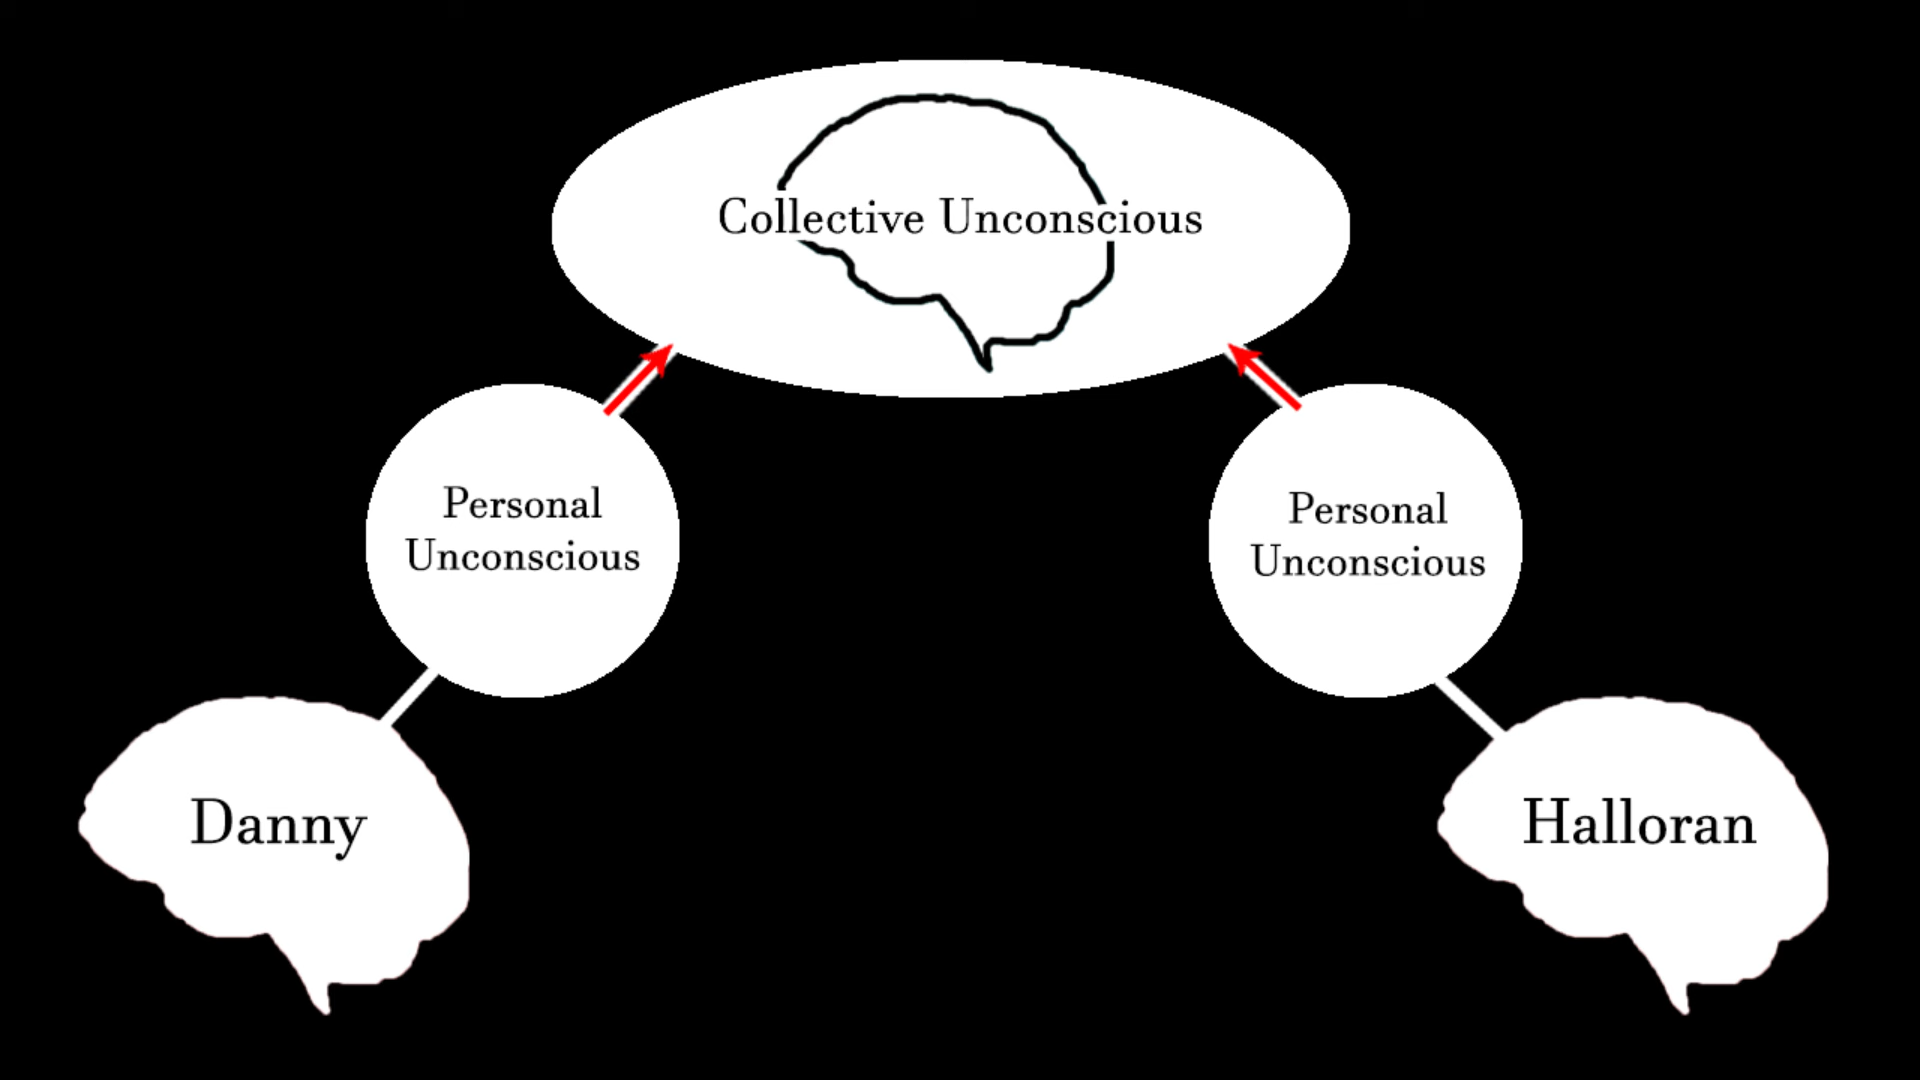 Collective Unconscious
Personal
Unconscious
Personal
Unconscious
Danny
Halloran